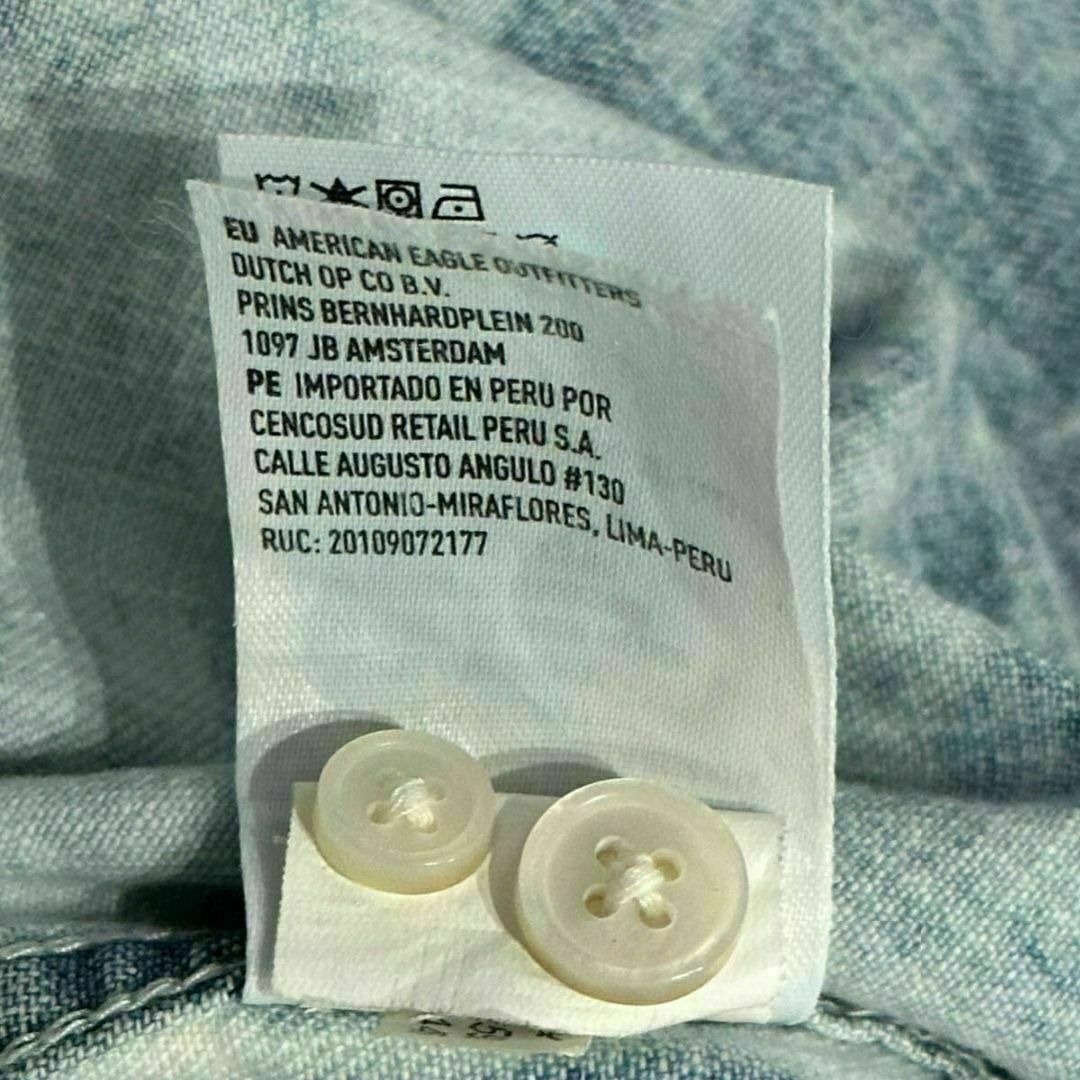 EU AMERICAN EAGLE OUTFITTERS
DUTCH OP CO B.V.
PRINS BERNHARDPLEIN 200
1097 JB AMSTERDAM
PE IMPORTADO EN PERU POR
CENCOSUD RETAIL PERU S.A.
CALLE AUGUSTO ANGULO #130
SAN ANTONIO-MIRAFLORES, LIMA-PERU
RUC: 20109072177